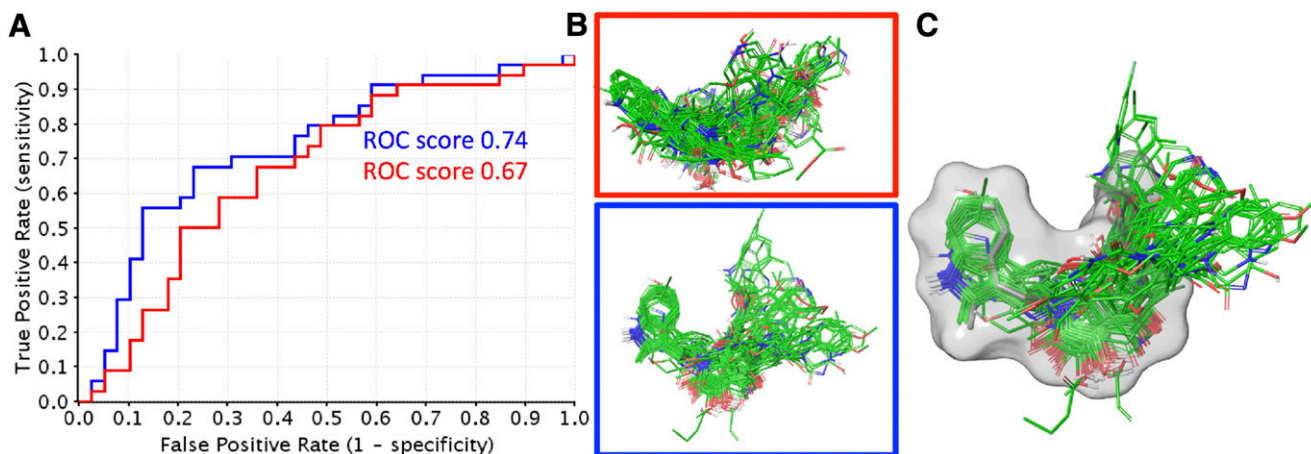 A
B
C
True Positive Rate (sensitivity)
1.0
0.9
0.8
0.7
0.6
0.5
0.4
0.3
0.2
0.1
0.0
ROC score 0.74
ROC score 0.67
0.0 0.1 0.2 0.3 0.4 0.5 0.6 0.7 0.8 0.9 1.0
False Positive Rate (1 - specificity)